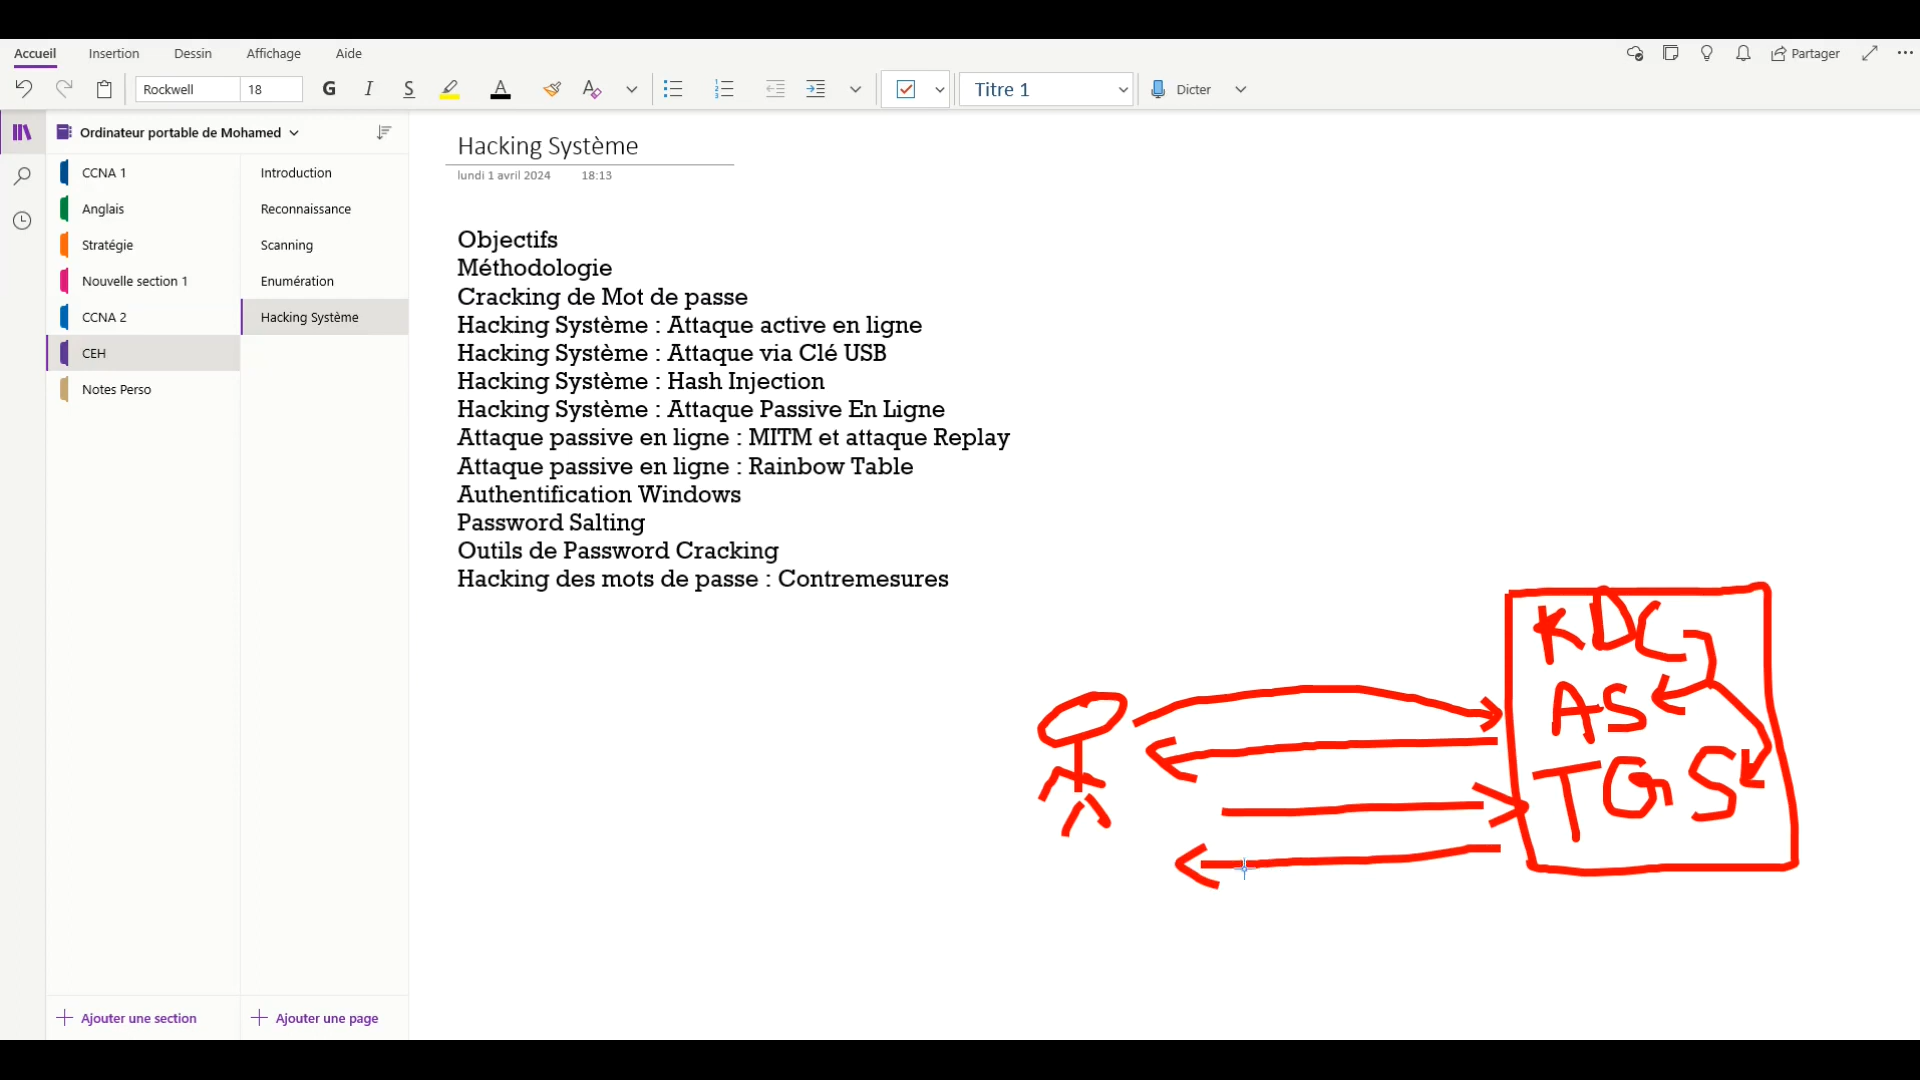 Accueil Insertion Dessin Affichage Aide Partager
Rockwell 18 G I S A Titre 1 Dicter
Ordinateur portable de Mohamed
CCNA 1
Anglais
Stratégie
Nouvelle section 1
CCNA 2
CEH
Notes Perso
Introduction
Reconnaissance
Scanning
Enumération
Hacking Système
Hacking Système
lundi 1 avril 2024 18:13
Objectifs
Méthodologie
Cracking de Mot de passe
Hacking Système : Attaque active en ligne
Hacking Système : Attaque via Clé USB
Hacking Système : Hash Injection
Hacking Système : Attaque Passive En Ligne
Attaque passive en ligne : MITM et attaque Replay
Attaque passive en ligne : Rainbow Table
Authentification Windows
Password Salting
Outils de Password Cracking
Hacking des mots de passe : Contremesures
KDC
AS
TGS
Ajouter une section
Ajouter une page